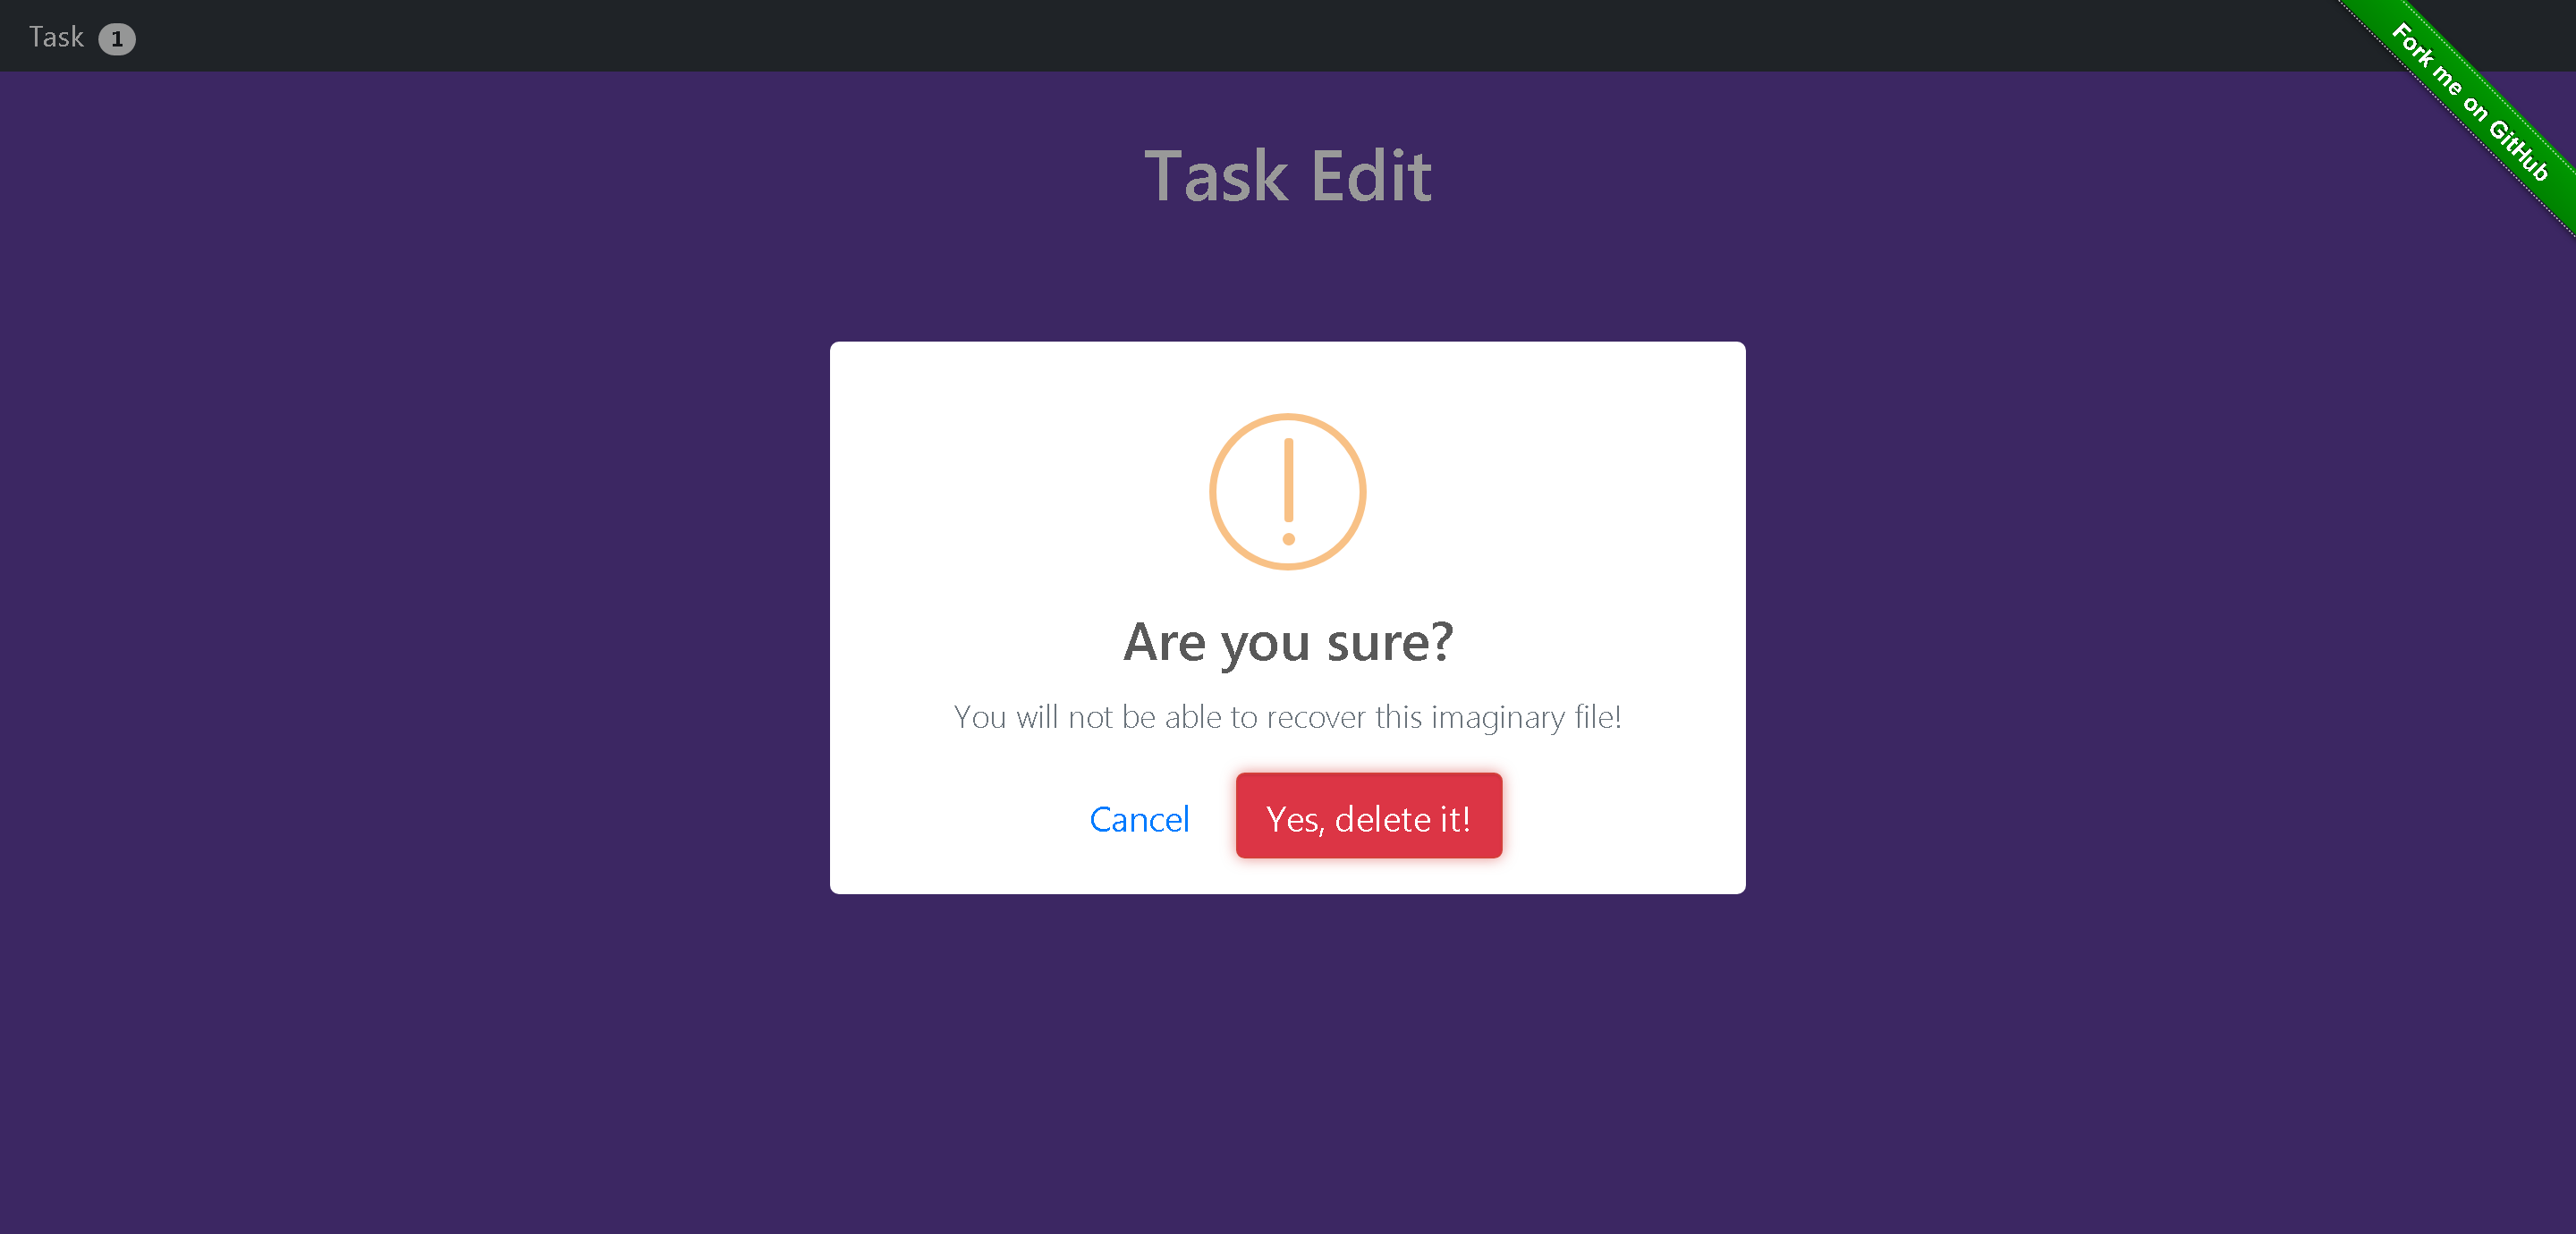 Task 1
Fork me on GitHub
Task Edit
Are you sure?
You will not be able to recover this imaginary file!
Cancel
Yes, delete it!